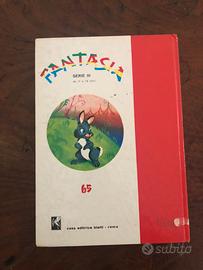 FANTASIA
SERIE III
65
casa editrice bietti - roma
subito